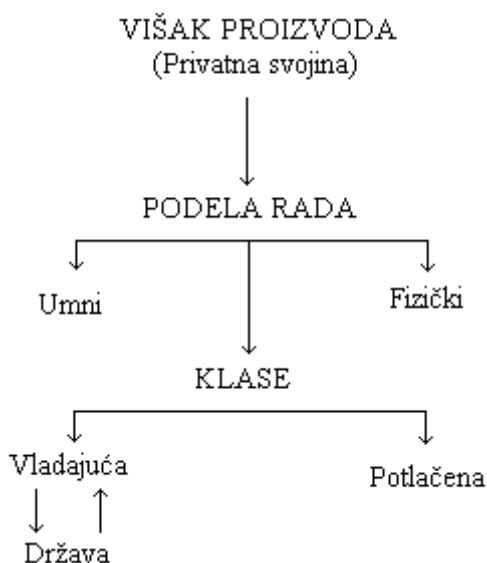 VIŠAK PROIZVODA
(Privatna svojina)
PODELA RADA
Umni
Fizički
KLASE
Vladajuća
Potlačena
Država